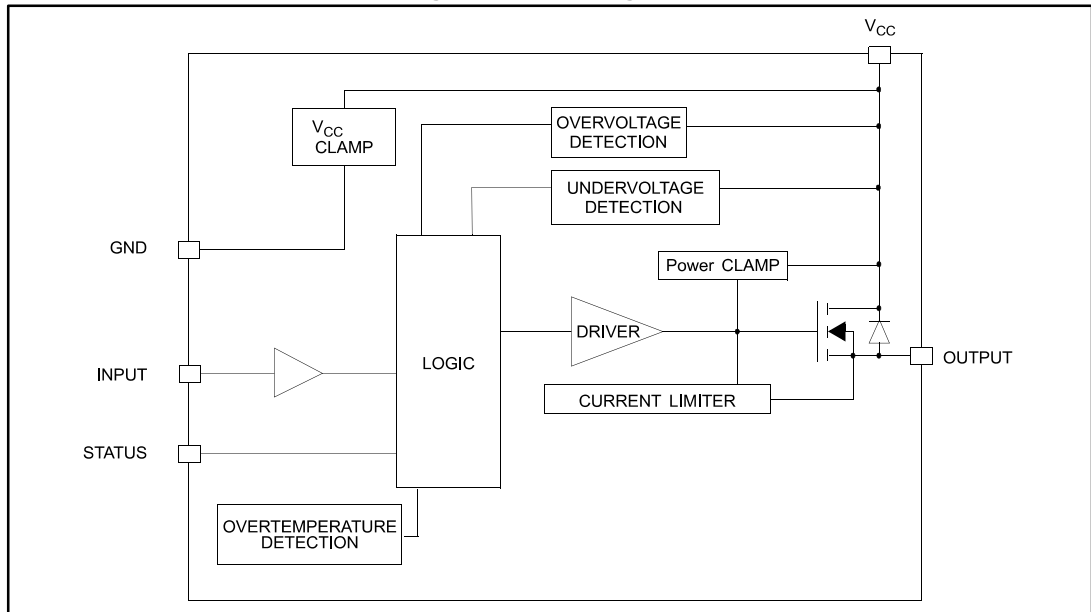 VCC
VCC
CLAMP
OVERVOLTAGE
DETECTION
UNDERVOLTAGE
DETECTION
GND
Power CLAMP
DRIVER
LOGIC
OUTPUT
INPUT
CURRENT LIMITER
STATUS
OVERTEMPERATURE
DETECTION